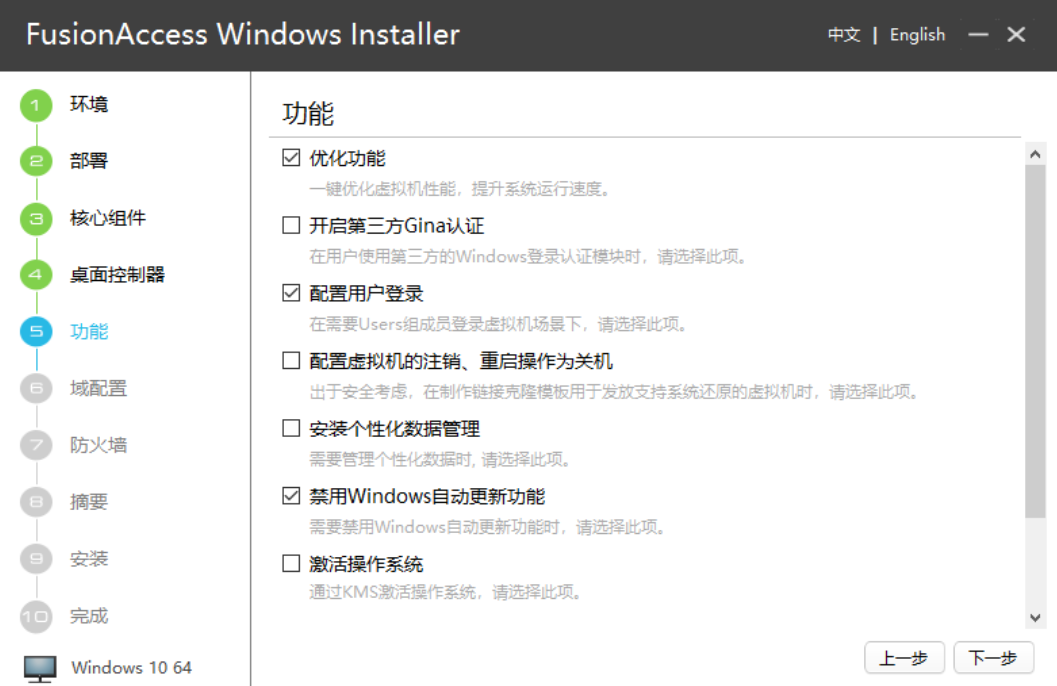 FusionAccess Windows Installer
中文 | English
1 环境
2 部署
3 核心组件
4 桌面控制器
5 功能
6 域配置
7 防火墙
8 摘要
9 安装
10 完成
Windows 10 64
功能
优化功能
一键优化虚拟机性能，提升系统运行速度。
开启第三方Gina认证
在用户使用第三方的Windows登录认证模块时，请选择此项。
配置用户登录
在需要Users组成员登录虚拟机场景下，请选择此项。
配置虚拟机的注销、重启操作为关机
出于安全考虑，在制作链接克隆模板用于发放支持系统还原的虚拟机时，请选择此项。
安装个性化数据管理
需要管理个性化数据时, 请选择此项。
禁用Windows自动更新功能
需要禁用Windows自动更新功能时，请选择此项。
激活操作系统
通过KMS激活操作系统，请选择此项。
上一步 下一步